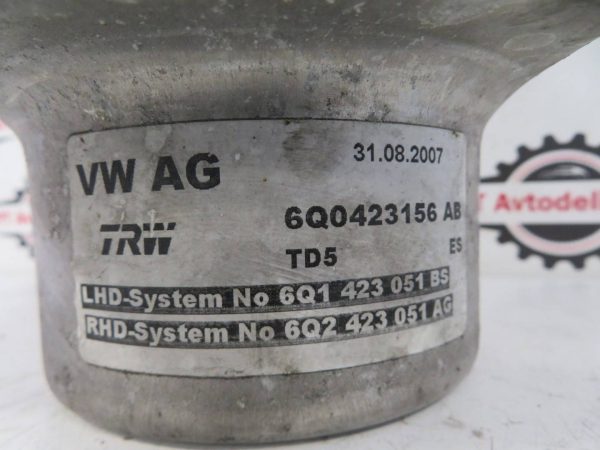 VW AG
31.08.2007
TRW
6Q0423156 AB
TD5
ES
LHD-System No 6Q1 423 051 BS
RHD-System No 6Q2 423 051 AG
Avtodeli